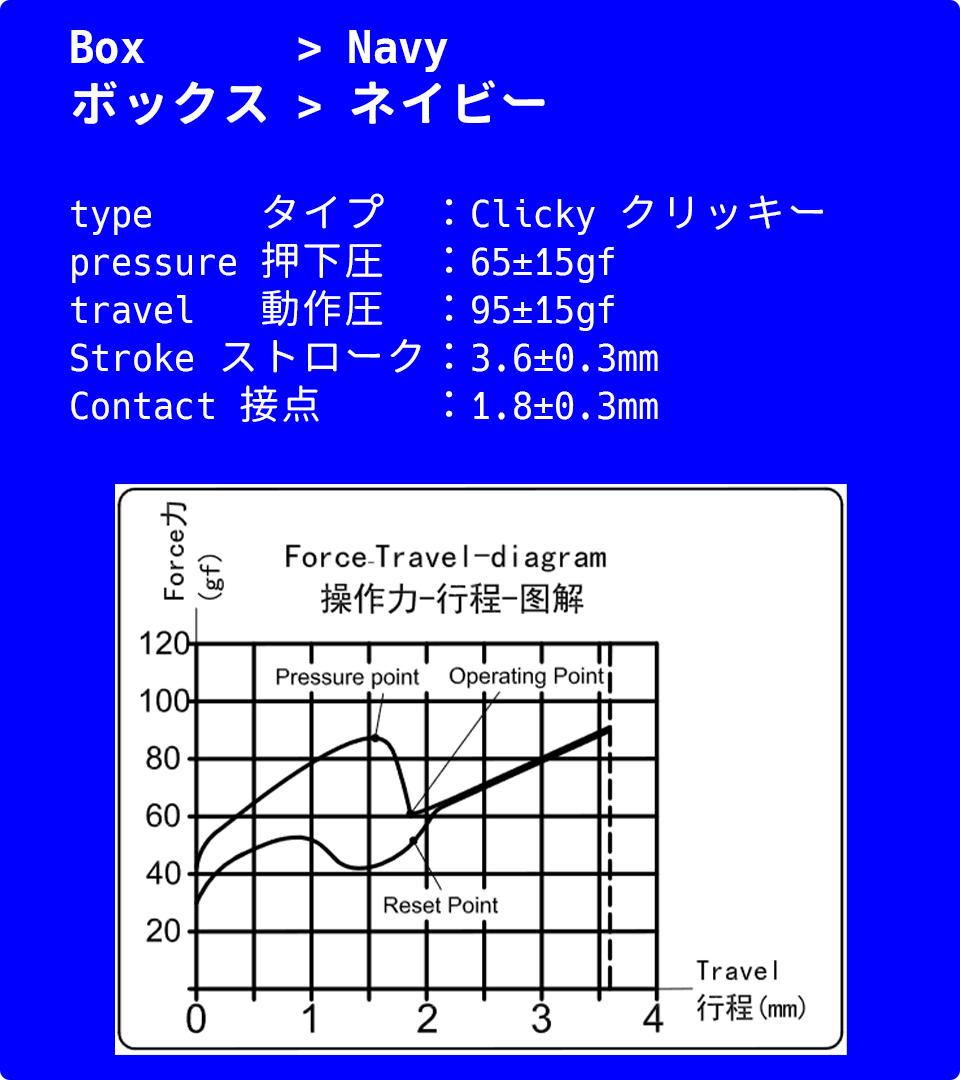 Box > Navy
ボックス > ネイビー
type タイプ :Clicky クリッキー
pressure 押下圧 :65±15gf
travel 動作圧 :95±15gf
Stroke ストローク:3.6±0.3mm
Contact 接点 :1.8±0.3mm
Force力
(gf)
Force-Travel-diagram
操作力-行程-图解
120
Pressure point
Operating Point
100
80
60
40
Reset Point
20
Travel
行程(mm)
0 1 2 3 4